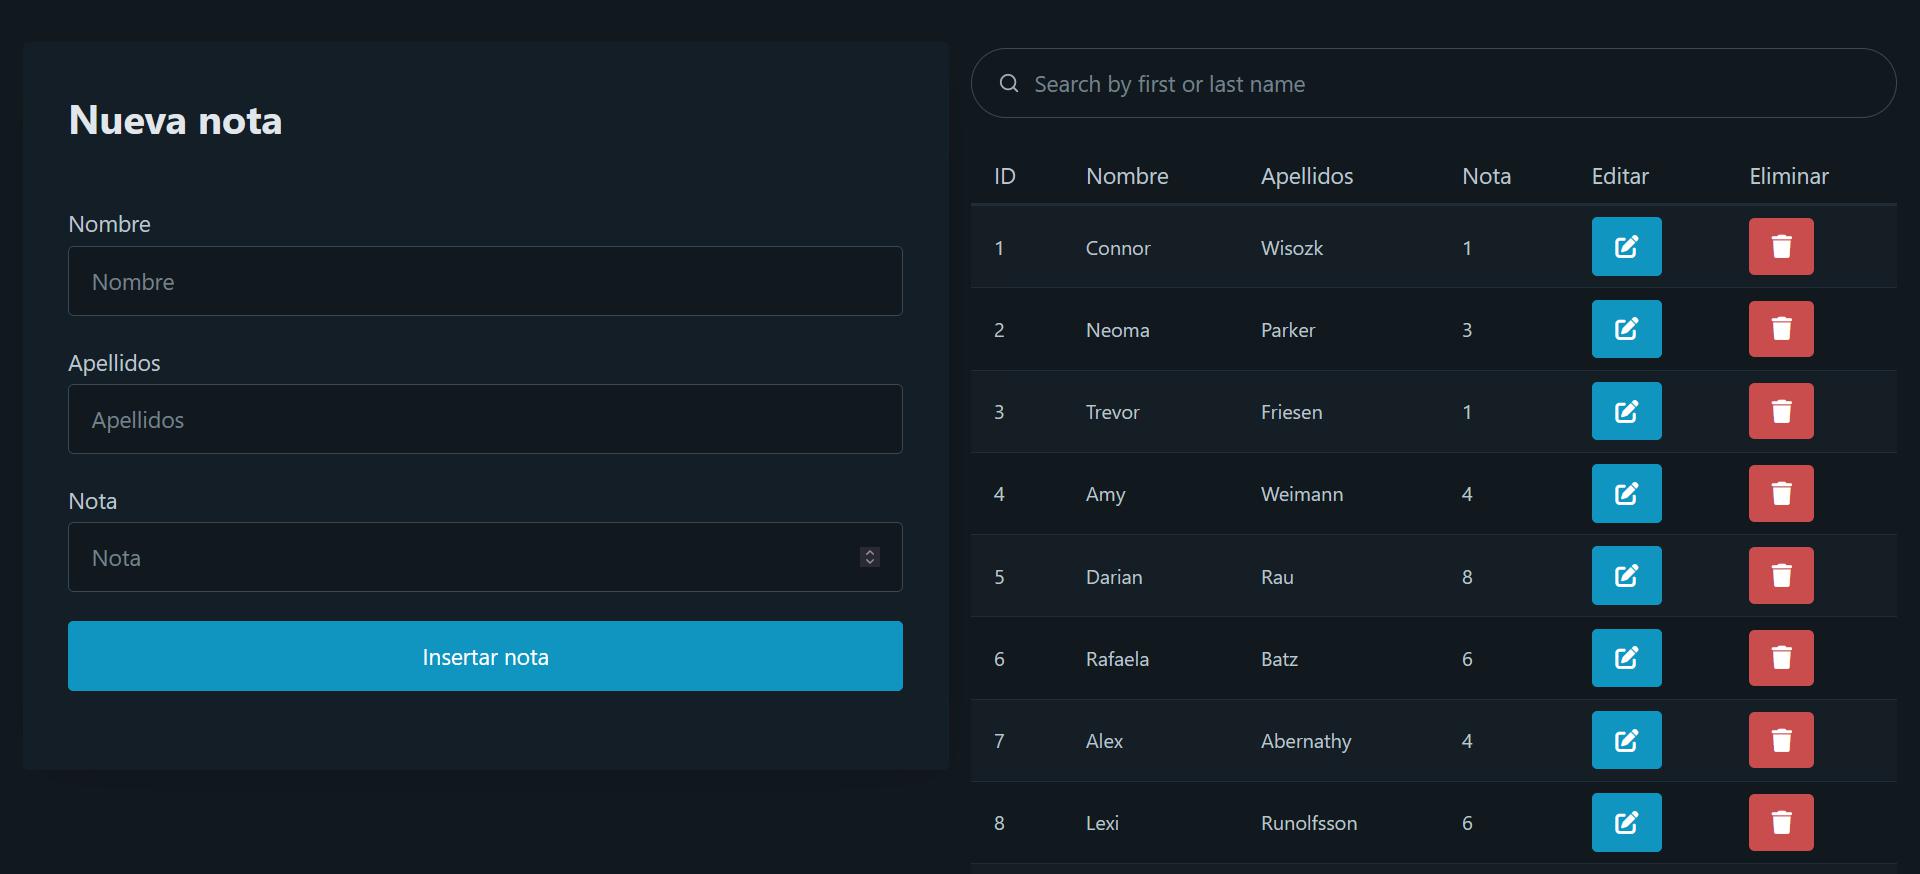 Nueva nota
Nombre
Nombre
Apellidos
Apellidos
Nota
Nota
Insertar nota
Search by first or last name
ID Nombre Apellidos Nota Editar Eliminar
1 Connor Wisozk 1
2 Neoma Parker 3
3 Trevor Friesen 1
4 Amy Weimann 4
5 Darian Rau 8
6 Rafaela Batz 6
7 Alex Abernathy 4
8 Lexi Runolfsson 6